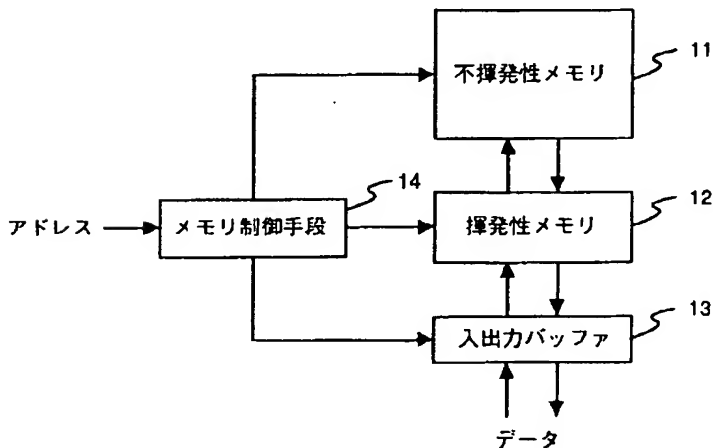 11
不揮発性メモリ
14
12
アドレス
メモリ制御手段
揮発性メモリ
13
入出力バッファ
データ